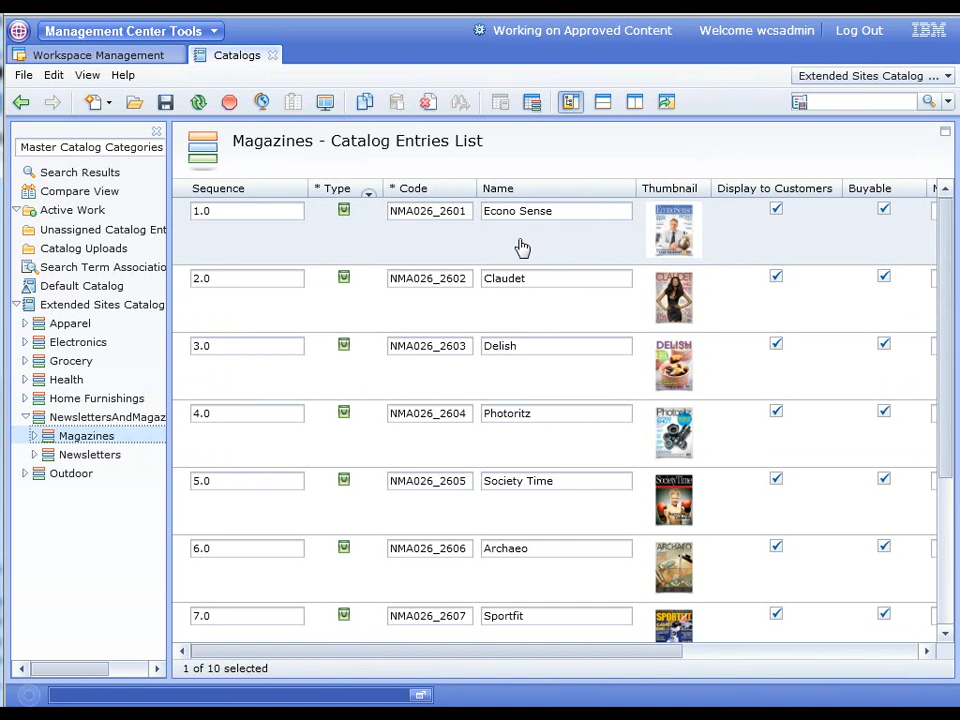 Management Center Tools
Working on Approved Content
Welcome wcsadmin
Log Out
IBM
Workspace Management
Catalogs
File Edit View Help
Extended Sites Catalog ...
Master Catalog Categories
Search Results
Compare View
Active Work
Unassigned Catalog Ent
Catalog Uploads
Search Term Associatio
Default Catalog
Extended Sites Catalog
Apparel
Electronics
Grocery
Health
Home Furnishings
NewslettersAndMagaz
Magazines
Newsletters
Outdoor
Magazines - Catalog Entries List
Sequence * Type * Code Name Thumbnail Display to Customers Buyable
1.0 NMA026_2601 Econo Sense
2.0 NMA026_2602 Claudet
3.0 NMA026_2603 Delish
DELISH
4.0 NMA026_2604 Photoritz
Photoritz
5.0 NMA026_2605 Society Time
SocietyTime
6.0 NMA026_2606 Archaeo
ARCHAEO
7.0 NMA026_2607 Sportfit
SPORTFIT
1 of 10 selected